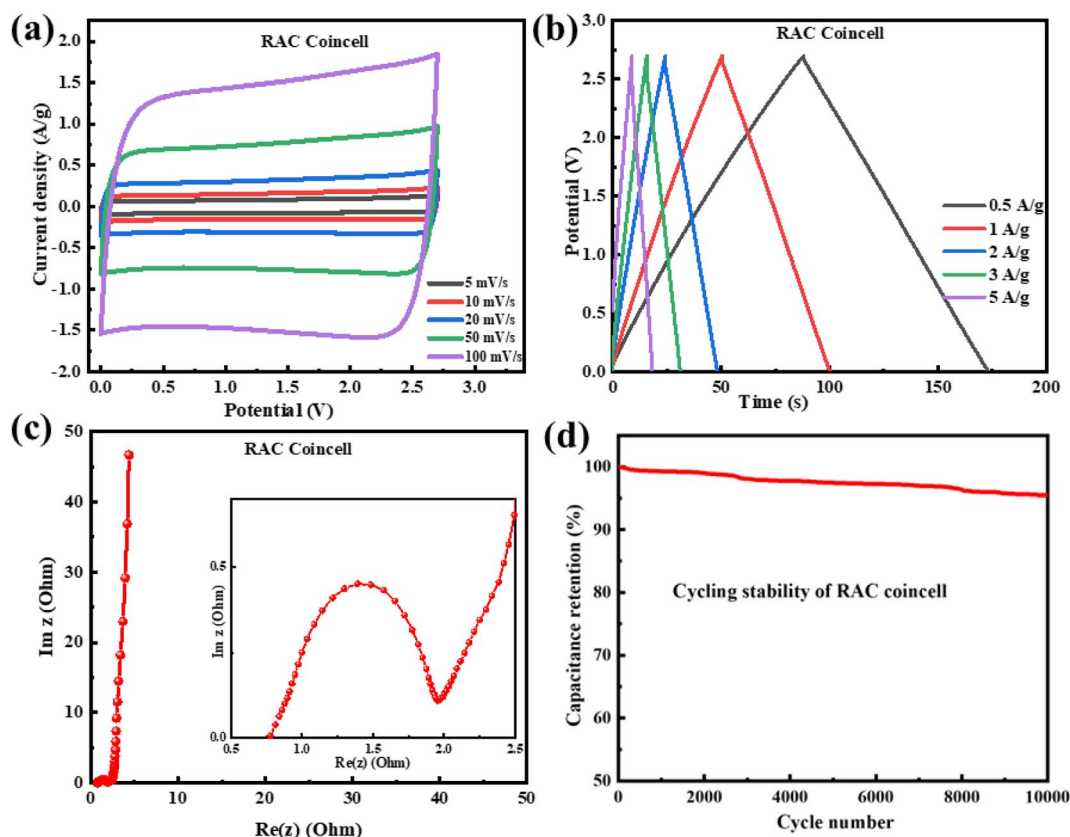 (a)
RAC Coincell
2.0
1.5
1.0
0.5
0.0
-0.5
-1.0
-1.5
-2.0
Current density (A/g)
5 mV/s
10 mV/s
20 mV/s
50 mV/s
100 mV/s
0.0 0.5 1.0 1.5 2.0 2.5 3.0
Potential (V)
(b)
RAC Coincell
3.0
2.5
2.0
1.5
1.0
0.5
0.0
Potential (V)
0.5 A/g
1 A/g
2 A/g
3 A/g
5 A/g
0 50 100 150 200
Time (s)
(c)
RAC Coincell
50
40
30
20
10
0
Im z (Ohm)
0.5
0.0
Im z (Ohm)
0.5 1.0 1.5 2.0 2.5
Re(z) (Ohm)
0 10 20 30 40 50
Re(z) (Ohm)
(d)
100
90
80
70
60
50
Capacitance retention (%)
Cycling stability of RAC coincell
0 2000 4000 6000 8000 10000
Cycle number